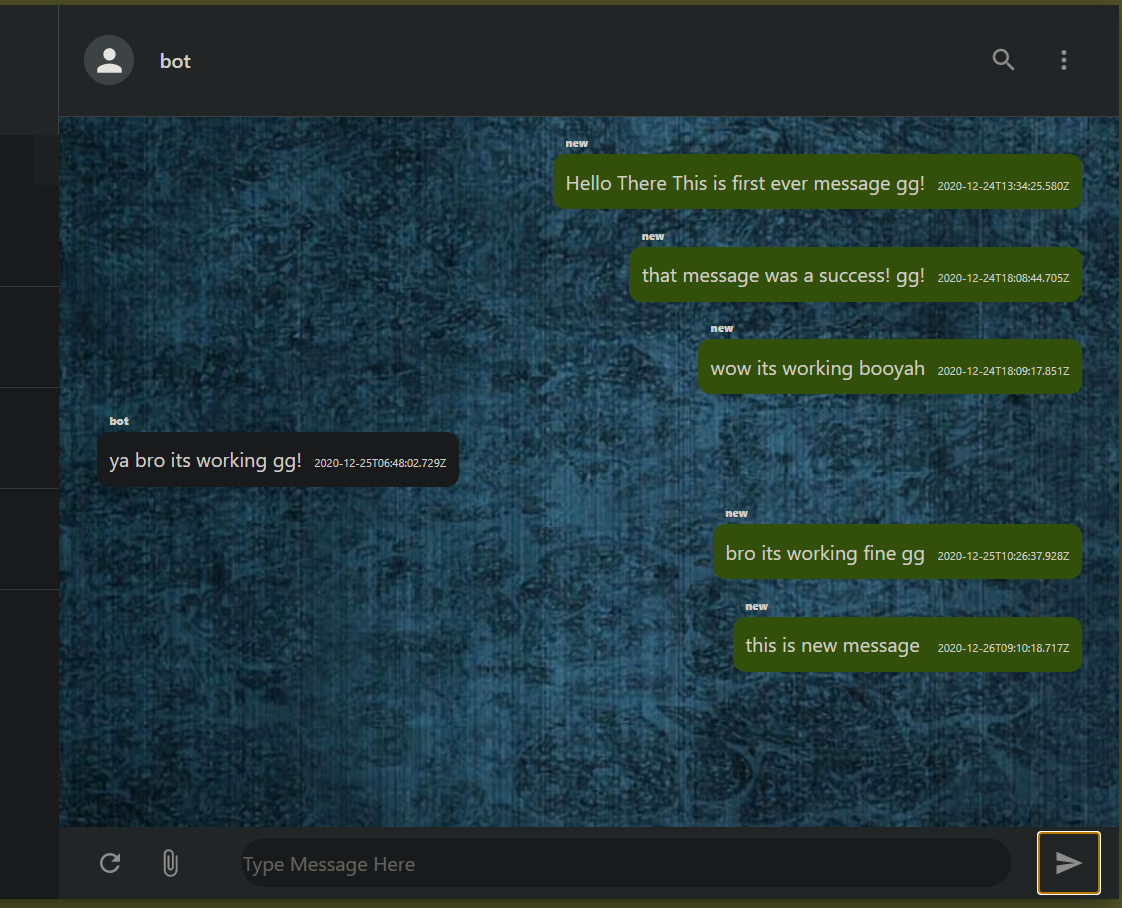 bot
new
Hello There This is first ever message gg! 2020-12-24T13:34:25.580Z
new
that message was a success! gg! 2020-12-24T18:08:44.705Z
new
wow its working booyah 2020-12-24T18:09:17.851Z
bot
ya bro its working gg! 2020-12-25T06:48:02.729Z
new
bro its working fine gg 2020-12-25T10:26:37.928Z
new
this is new message 2020-12-26T09:10:18.717Z
Type Message Here